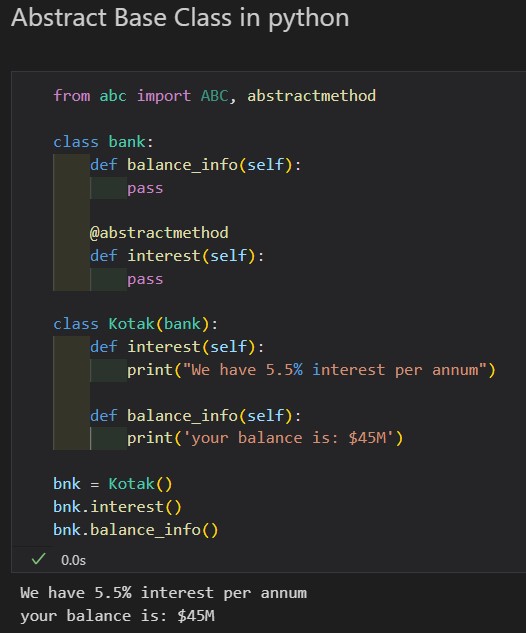 Abstract Base Class in python
from abc import ABC, abstractmethod
class bank:
    def balance_info(self):
        pass
    @abstractmethod
    def interest(self):
        pass
class Kotak(bank):
    def interest(self):
        print("We have 5.5% interest per annum")
    def balance_info(self):
        print('your balance is: $45M')
bnk = Kotak()
bnk.interest()
bnk.balance_info()
0.0s
We have 5.5% interest per annum
your balance is: $45M